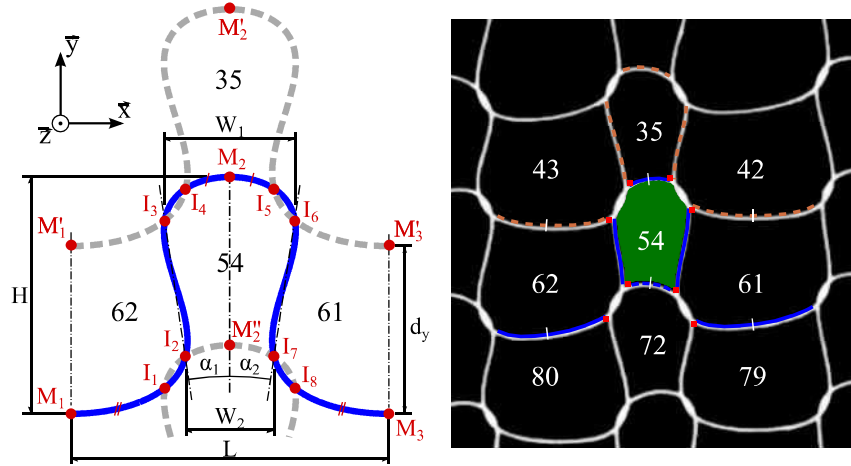 M′₂
y⃗
x⃗
z⃗
35
W₁
M₂
I₃
I₄
I₅
I₆
M′₁
M′₃
54
H
62
61
dᵧ
I₂
M″₂
I₇
I₁
α₁
α₂
I₈
M₁
W₂
M₃
L
35
43
42
54
62
61
72
80
79